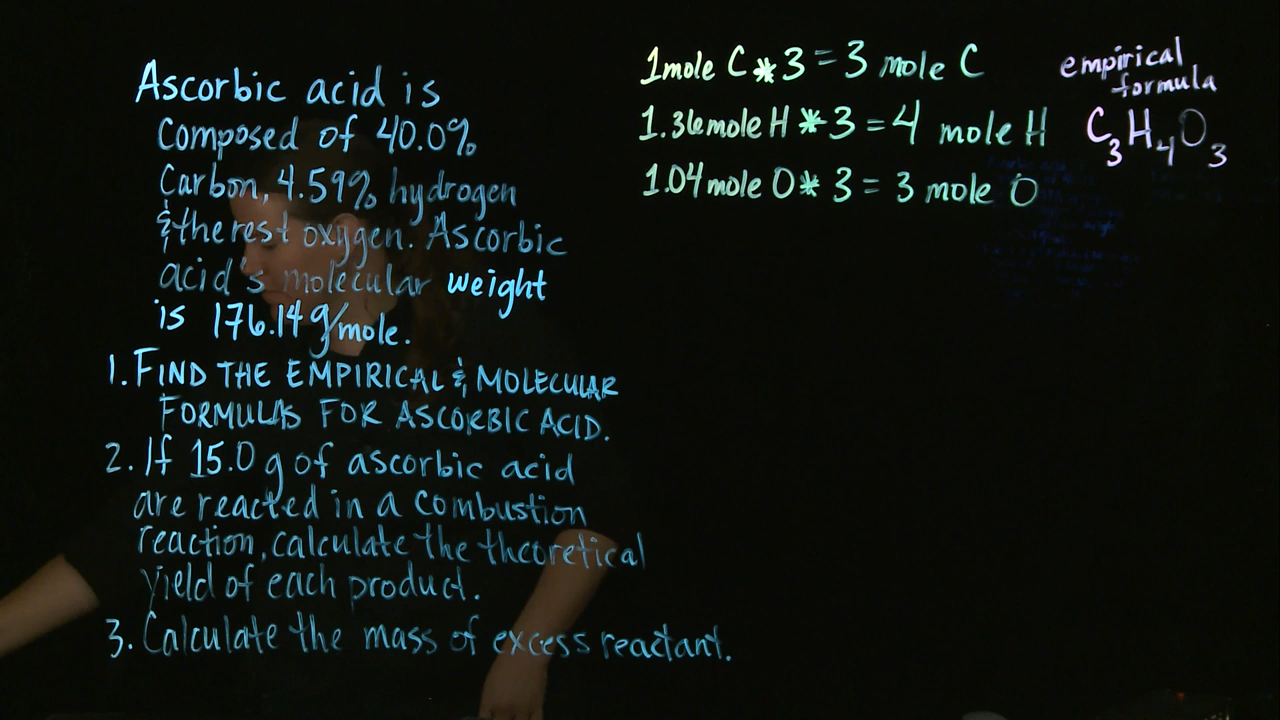 Ascorbic acid is
Composed of 40.0%
Carbon, 4.59% hydrogen
& the rest oxygen. Ascorbic
acid's molecular weight
is 176.14 g/mole.
1. FIND THE EMPIRICAL & MOLECULAR
FORMULAS FOR ASCORBIC ACID.
2. If 15.0 g of ascorbic acid
are reacted in a combustion
reaction, calculate the theoretical
yield of each product.
3. Calculate the mass of excess reactant.
1mole C * 3 = 3 mole C
1.36mole H * 3 = 4 mole H
1.04mole O * 3 = 3 mole O
empirical
formula
C₃H₄O₃